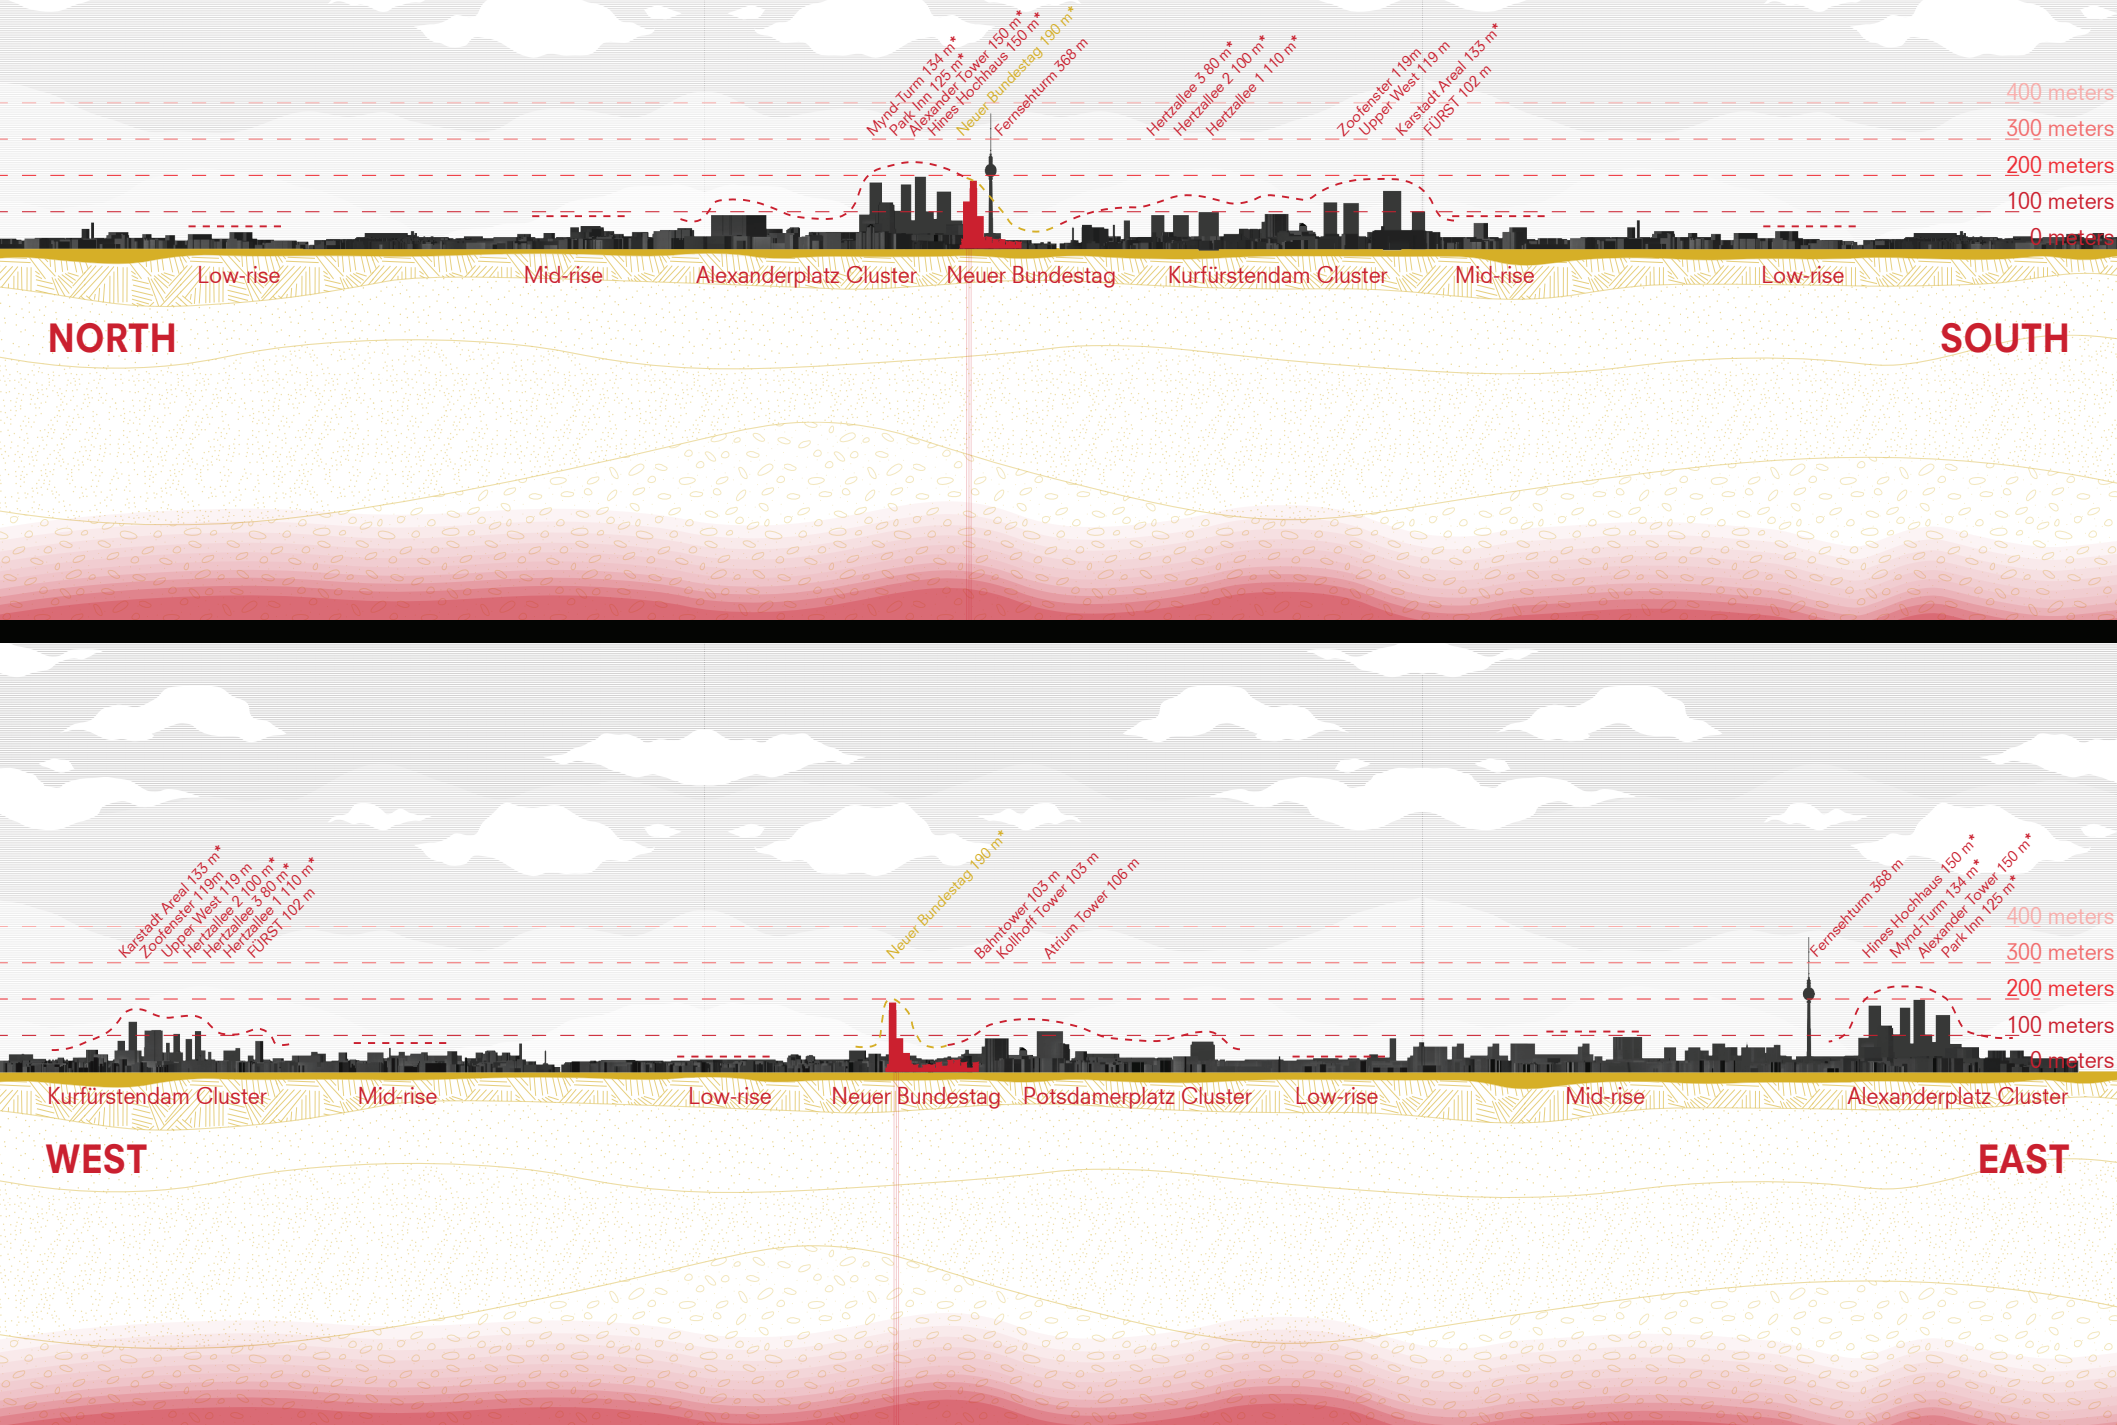 Mynd-Turm 134 m*
Park Inn 125 m*
Alexander Tower 150 m*
Hines Hochhaus 150 m*
Neuer Bundestag 190 m*
Fernsehturm 368 m
Hertzallee 3 80 m*
Hertzallee 2 100 m*
Hertzallee 1 110 m*
Zoofenster 119m
Upper West 119 m
Karstadt Areal 133 m*
FÜRST 102 m
400 meters
300 meters
200 meters
100 meters
0 meters
Low-rise
Mid-rise
Alexanderplatz Cluster
Neuer Bundestag
Kurfürstendam Cluster
Mid-rise
Low-rise
NORTH
SOUTH
Karstadt Areal 133 m*
Zoofenster 119m
Upper West 119 m
Hertzallee 2 100 m*
Hertzallee 3 80 m*
Hertzallee 1 110 m*
FÜRST 102 m
Neuer Bundestag 190 m*
Bahntower 103 m
Kollhoff Tower 103 m
Atrium Tower 106 m
Fernsehturm 368 m
Hines Hochhaus 150 m*
Mynd-Turm 134 m*
Alexander Tower 150 m*
Park Inn 125 m*
400 meters
300 meters
200 meters
100 meters
0 meters
Kurfürstendam Cluster
Mid-rise
Low-rise
Neuer Bundestag
Potsdamerplatz Cluster
Low-rise
Mid-rise
Alexanderplatz Cluster
WEST
EAST